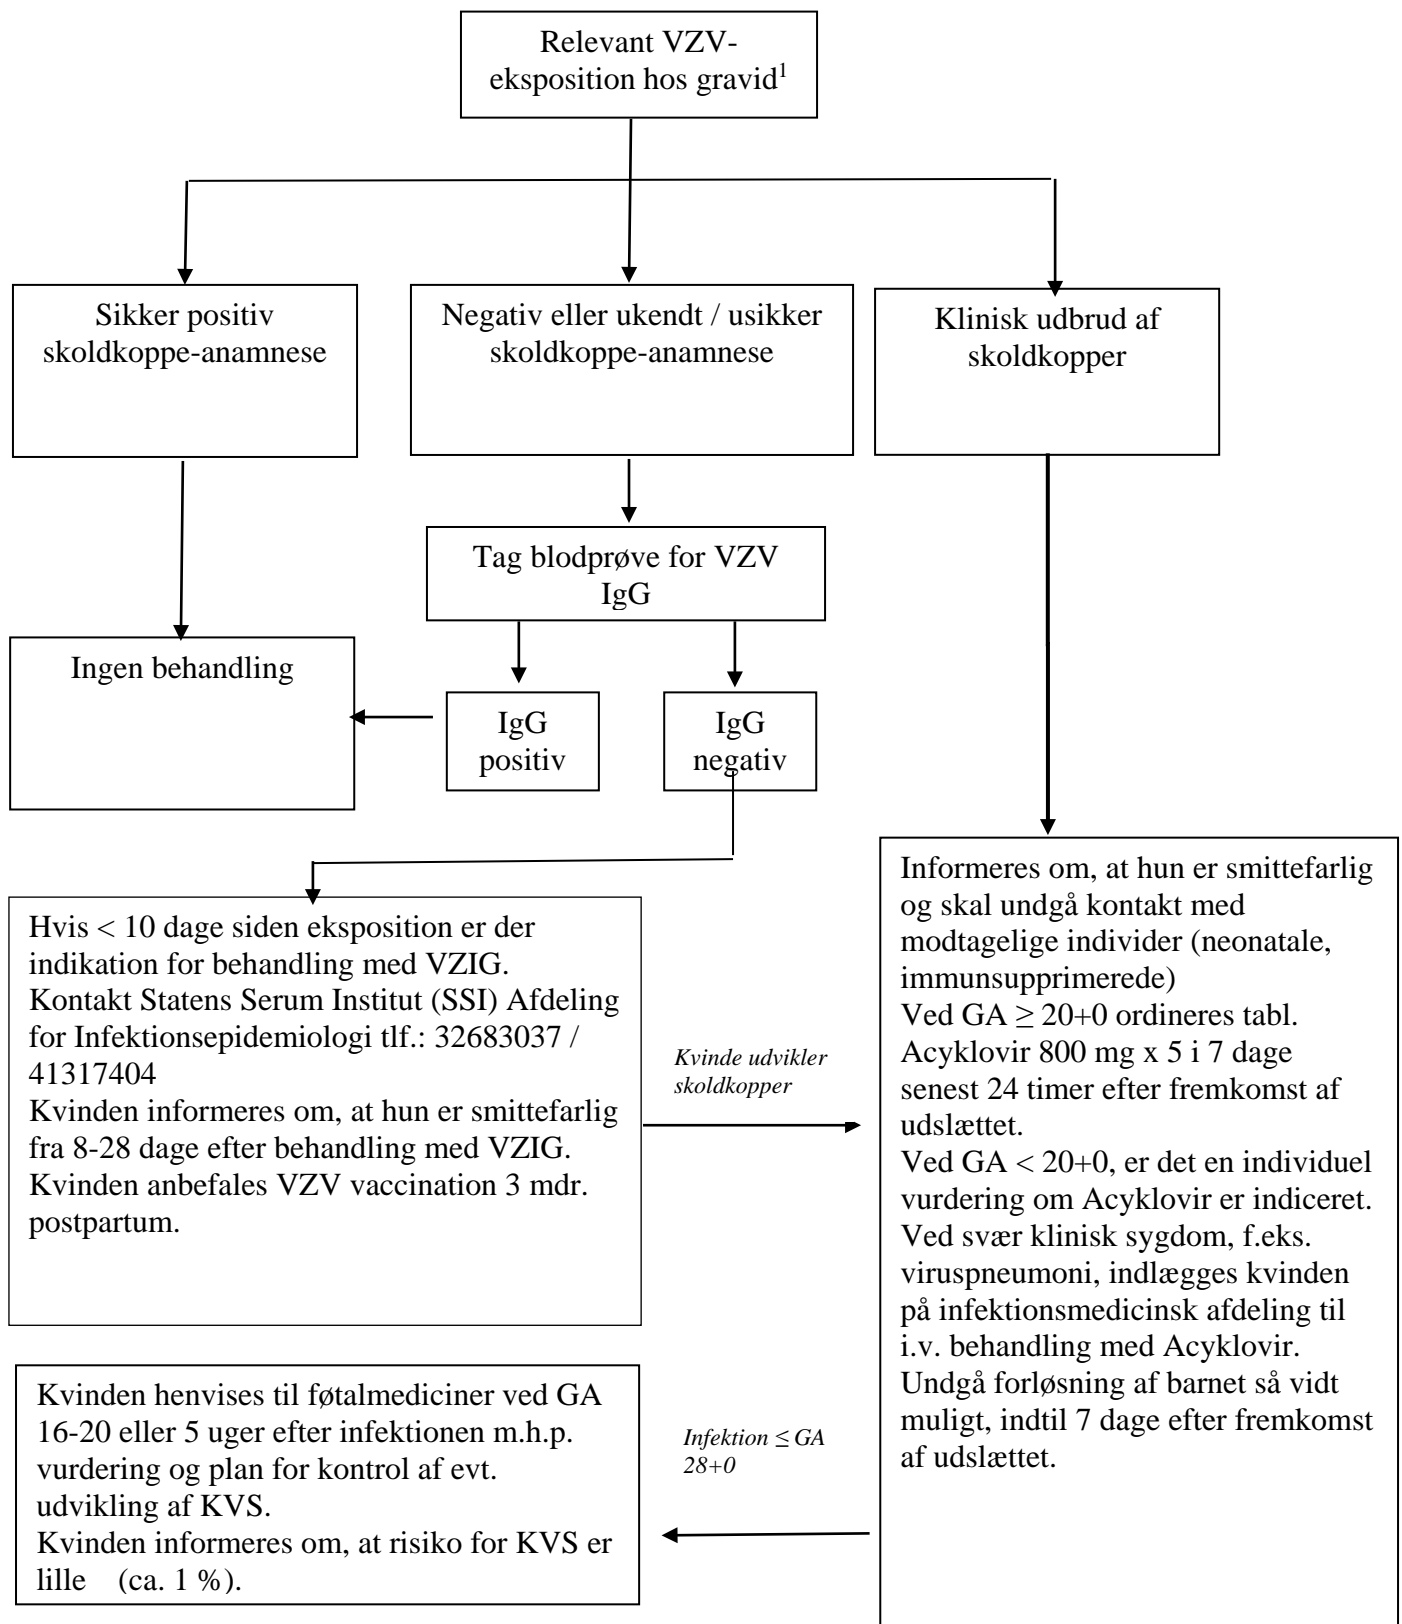 Relevant VZV-
eksposition hos gravid¹
Sikker positiv
skoldkoppe-anamnese
Negativ eller ukendt / usikker
skoldkoppe-anamnese
Klinisk udbrud af
skoldkopper
Tag blodprøve for VZV
IgG
Ingen behandling
IgG
positiv
IgG
negativ
Hvis < 10 dage siden eksposition er der
indikation for behandling med VZIG.
Kontakt Statens Serum Institut (SSI) Afdeling
for Infektionsepidemiologi tlf.: 32683037 /
41317404
Kvinden informeres om, at hun er smittefarlig
fra 8-28 dage efter behandling med VZIG.
Kvinden anbefales VZV vaccination 3 mdr.
postpartum.
Kvinde udvikler
skoldkopper
Informeres om, at hun er smittefarlig
og skal undgå kontakt med
modtagelige individer (neonatale,
immunsupprimerede)
Ved GA ≥ 20+0 ordineres tabl.
Acyklovir 800 mg x 5 i 7 dage
senest 24 timer efter fremkomst af
udslættet.
Ved GA < 20+0, er det en individuel
vurdering om Acyklovir er indiceret.
Ved svær klinisk sygdom, f.eks.
viruspneumoni, indlægges kvinden
på infektionsmedicinsk afdeling til
i.v. behandling med Acyklovir.
Undgå forløsning af barnet så vidt
muligt, indtil 7 dage efter fremkomst
af udslættet.
Infektion ≤ GA
28+0
Kvinden henvises til føtalmediciner ved GA
16-20 eller 5 uger efter infektionen m.h.p.
vurdering og plan for kontrol af evt.
udvikling af KVS.
Kvinden informeres om, at risiko for KVS er
lille (ca. 1 %).